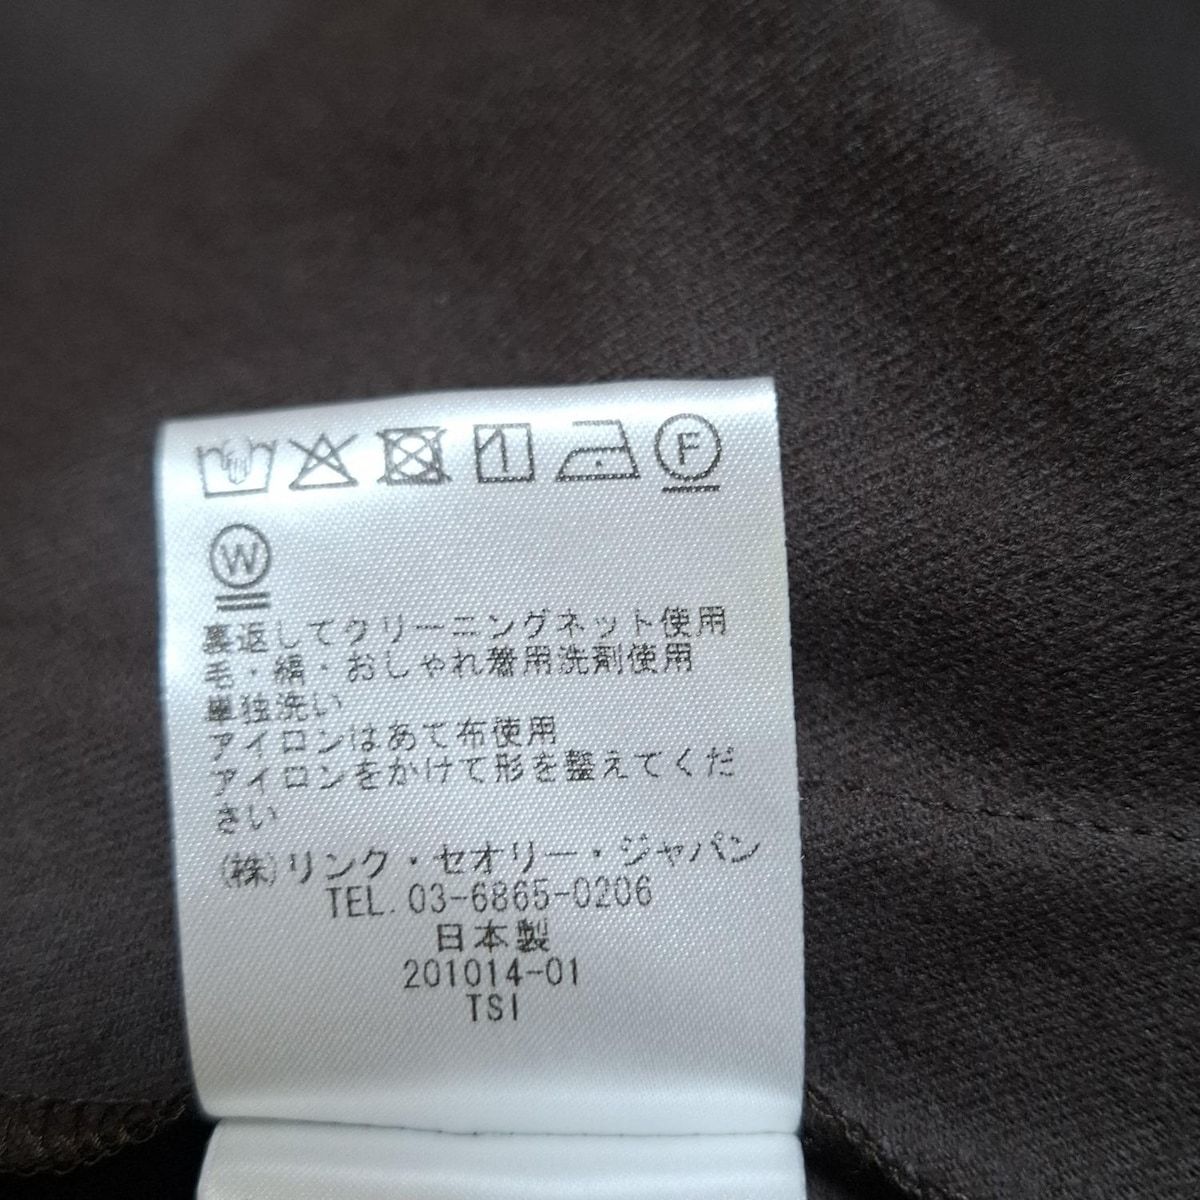 F
W
裏返してクリーニングネット使用
毛・絹・おしゃれ着用洗剤使用
単独洗い
アイロンはあて布使用
アイロンをかけて形を整えてくだ
さい
(株)リンク・セオリー・ジャパン
TEL. 03-6865-0206
日本製
201014-01
TSI